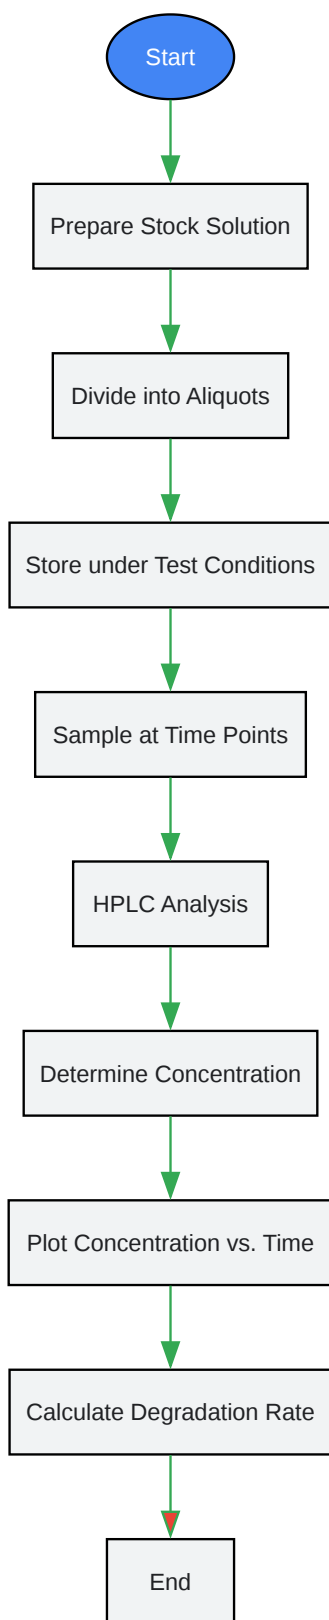 Start
Prepare Stock Solution
Divide into Aliquots
Store under Test Conditions
Sample at Time Points
HPLC Analysis
Determine Concentration
Plot Concentration vs. Time
Calculate Degradation Rate
End